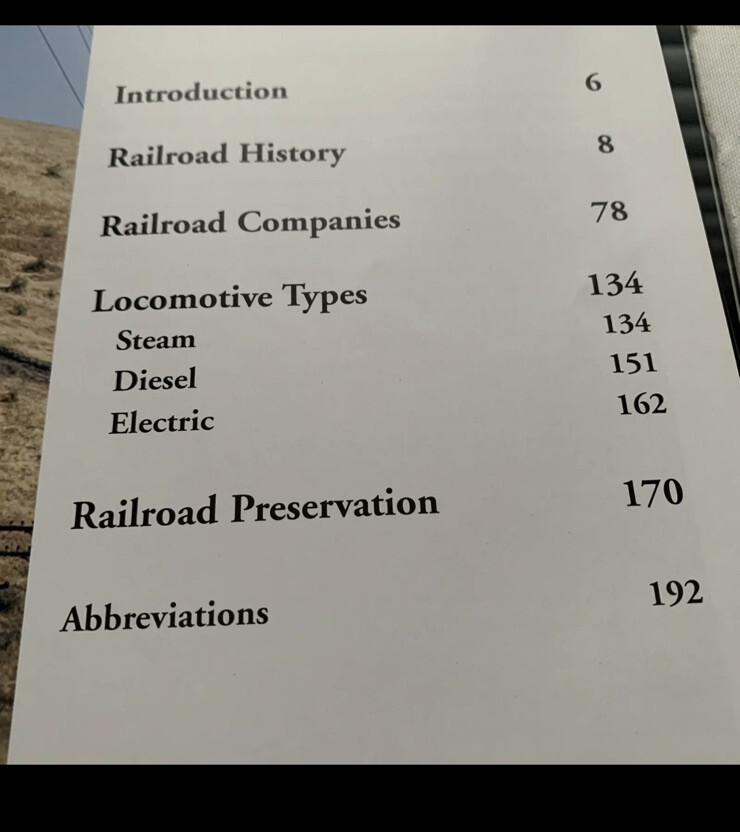 Introduction 6
Railroad History 8
Railroad Companies 78
Locomotive Types 134
Steam 134
Diesel 151
Electric 162
Railroad Preservation 170
Abbreviations 192